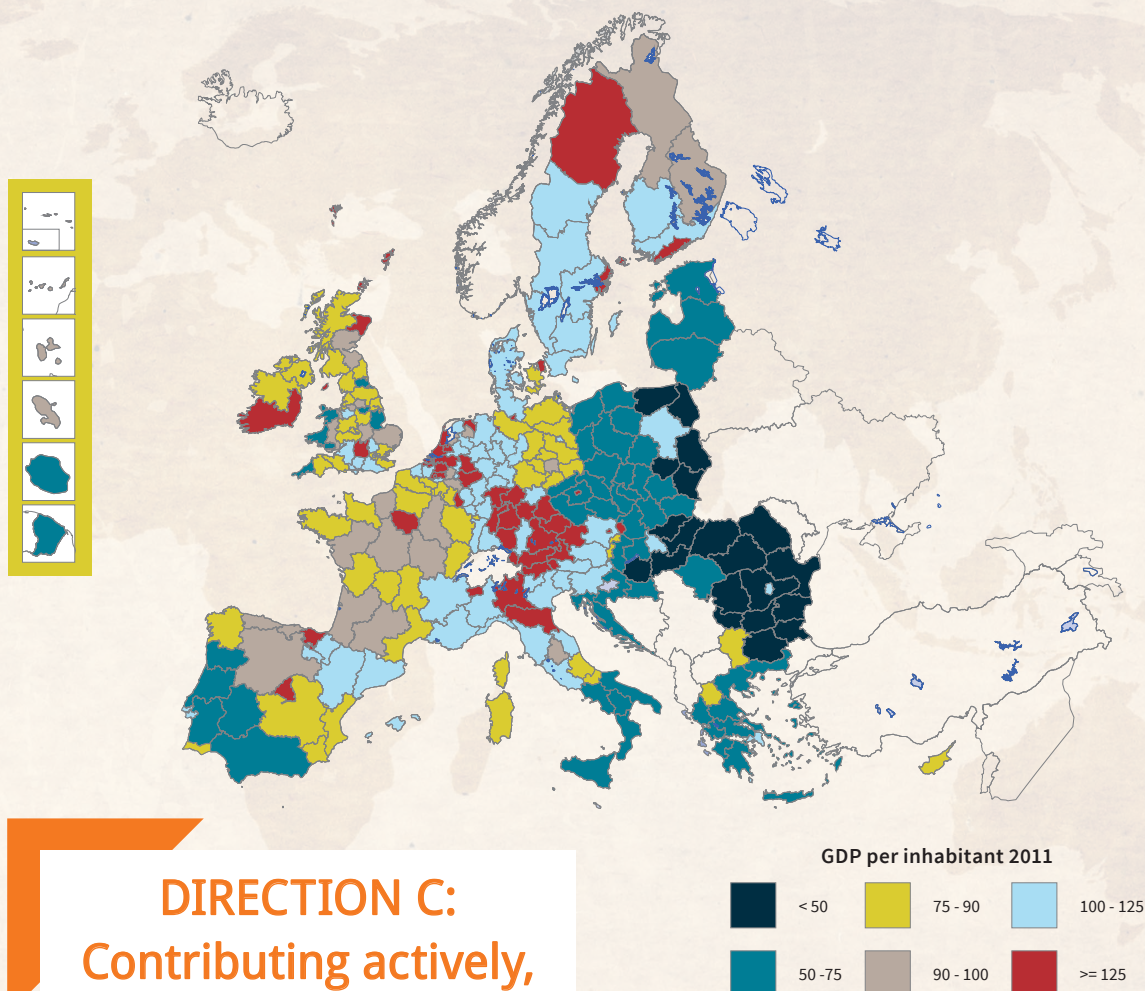 GDP per inhabitant 2011
< 50
75 - 90
100 - 125
50 -75
90 - 100
>= 125
DIRECTION C:
Contributing actively,